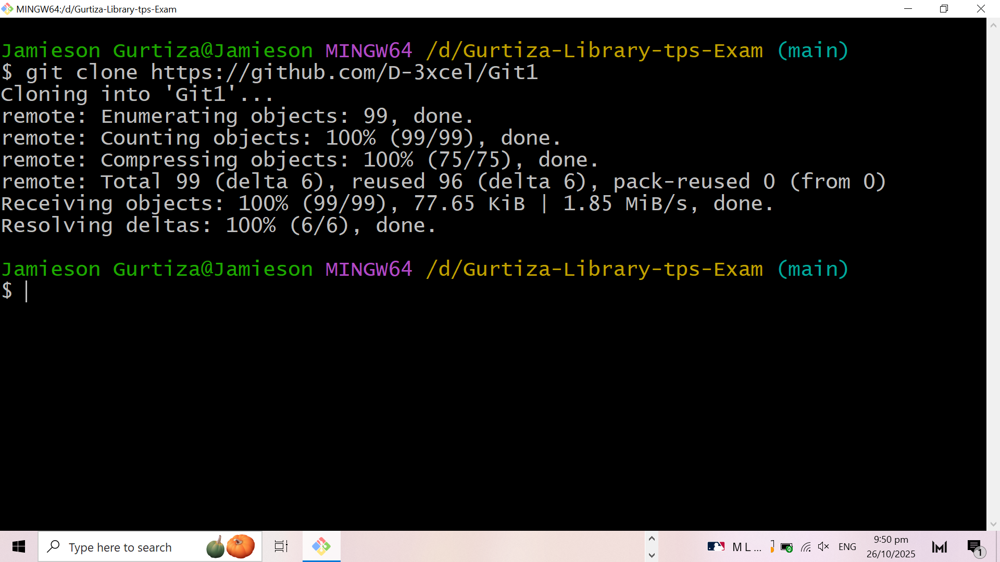 MINGW64:/d/Gurtiza-Library-tps-Exam
Jamieson Gurtiza@Jamieson MINGW64 /d/Gurtiza-Library-tps-Exam (main)
$ git clone https://github.com/D-3xcel/Git1
Cloning into 'Git1'...
remote: Enumerating objects: 99, done.
remote: Counting objects: 100% (99/99), done.
remote: Compressing objects: 100% (75/75), done.
remote: Total 99 (delta 6), reused 96 (delta 6), pack-reused 0 (from 0)
Receiving objects: 100% (99/99), 77.65 KiB | 1.85 MiB/s, done.
Resolving deltas: 100% (6/6), done.
Jamieson Gurtiza@Jamieson MINGW64 /d/Gurtiza-Library-tps-Exam (main)
$
Type here to search
M L ...
ENG
9:50 pm
26/10/2025
1